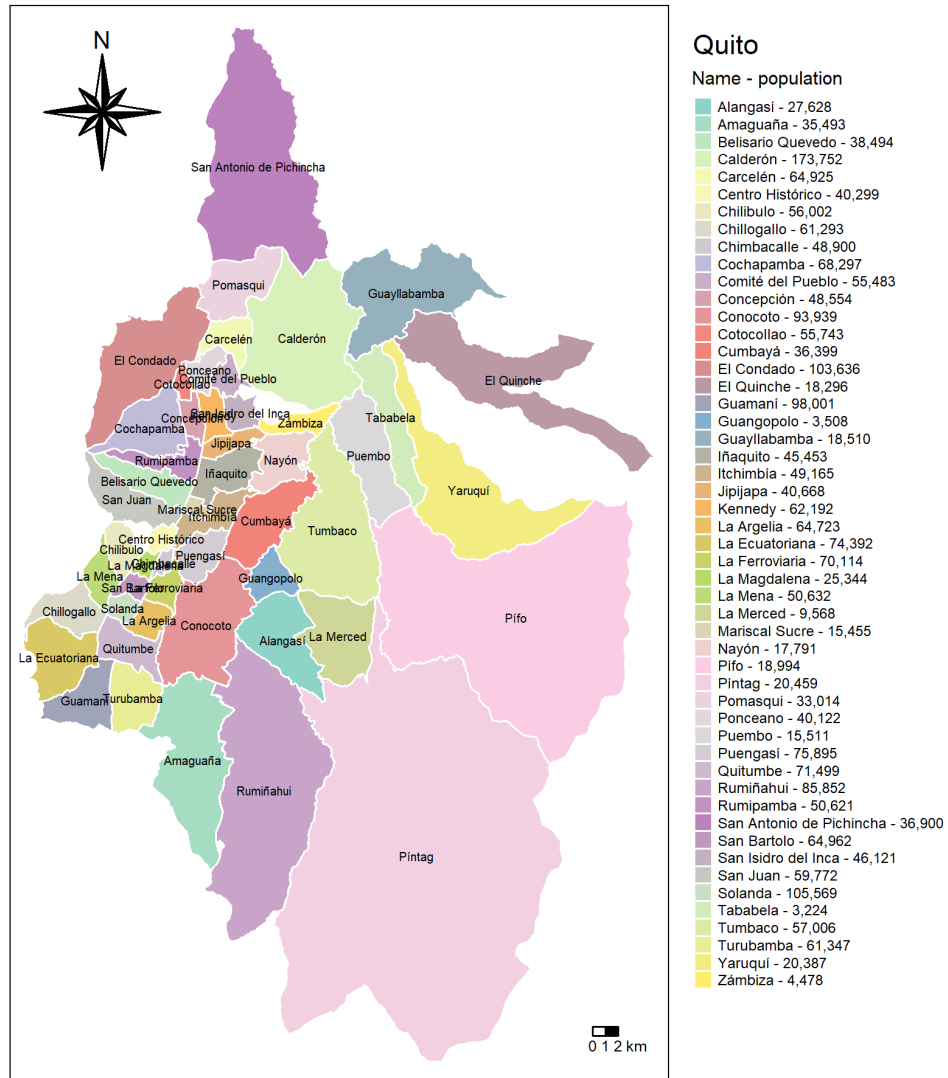 N
San Antonio de Pichincha
Pomasqui
Guayllabamba
Carcelén
Calderón
El Condado
Ponceano
Comité del Pueblo
Cotocollao
El Quinche
San Isidro del Inca
Kennedy
Concepción
Zámbiza
Tababela
Cochapamba
Jipijapa
Puembo
Rumipamba
Iñaquito
Nayón
Belisario Quevedo
Yaruquí
San Juan
Mariscal Sucre
Itchimbía
Cumbayá
Tumbaco
Centro Histórico
Chilibulo
Puengasí
La Magdalena
Chimbacalle
La Mena
Guangopolo
San Bartolo
La Ferroviaria
Solanda
Chillogallo
La Argelia
Pífo
Conocoto
Alangasí
La Merced
Quitumbe
La Ecuatoriana
Guamaní
Turubamba
Amaguaña
Rumiñahui
Píntag
0 1 2 km
Quito
Name - population
Alangasí - 27,628
Amaguaña - 35,493
Belisario Quevedo - 38,494
Calderón - 173,752
Carcelén - 64,925
Centro Histórico - 40,299
Chilibulo - 56,002
Chillogallo - 61,293
Chimbacalle - 48,900
Cochapamba - 68,297
Comité del Pueblo - 55,483
Concepción - 48,554
Conocoto - 93,939
Cotocollao - 55,743
Cumbayá - 36,399
El Condado - 103,636
El Quinche - 18,296
Guamaní - 98,001
Guangopolo - 3,508
Guayllabamba - 18,510
Iñaquito - 45,453
Itchimbía - 49,165
Jipijapa - 40,668
Kennedy - 62,192
La Argelia - 64,723
La Ecuatoriana - 74,392
La Ferroviaria - 70,114
La Magdalena - 25,344
La Mena - 50,632
La Merced - 9,568
Mariscal Sucre - 15,455
Nayón - 17,791
Pífo - 18,994
Píntag - 20,459
Pomasqui - 33,014
Ponceano - 40,122
Puembo - 15,511
Puengasí - 75,895
Quitumbe - 71,499
Rumiñahui - 85,852
Rumipamba - 50,621
San Antonio de Pichincha - 36,900
San Bartolo - 64,962
San Isidro del Inca - 46,121
San Juan - 59,772
Solanda - 105,569
Tababela - 3,224
Tumbaco - 57,006
Turubamba - 61,347
Yaruquí - 20,387
Zámbiza - 4,478